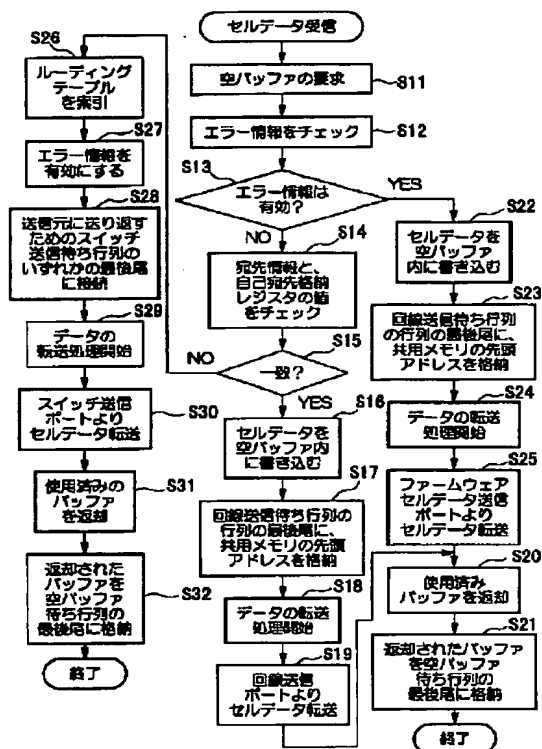 セルデータ受信
空バッファの要求
S11
エラー情報をチェック
S12
S13
エラー情報は
有効?
YES
NO
S14
宛先情報と、
自己宛先格納
レジスタの値
をチェック
S15
一致?
NO
YES
S16
セルデータを
空バッファ内
に書き込む
S17
回線送信待ち行列の
行列の最後尾に、
共用メモリの先頭
アドレスを格納
S18
データの転送
処理開始
S19
回線送信
ポートより
セルデータ転送
S22
セルデータを
空バッファ
内に書き込む
S23
回線送信待ち行列
の行列の最後尾に、
共用メモリの先頭
アドレスを格納
S24
データの転送
処理開始
S25
ファームウェア
セルデータ送信
ポートより
セルデータ転送
S20
使用済み
バッファを返却
S21
返却されたバッファ
を空バッファ
待ち行列の
最後尾に格納
終了
S26
ルーディング
テーブル
を索引
S27
エラー情報を
有効にする
S28
送信元に送り返す
ためのスイッチ
送信待ち行列の
いずれかの最後尾
に接続
S29
データの
転送処理開始
S30
スイッチ送信
ポートより
セルデータ転送
S31
使用済みの
バッファ
を返却
S32
返却された
バッファを
空バッファ
待ち行列の
最後尾に格納
終了